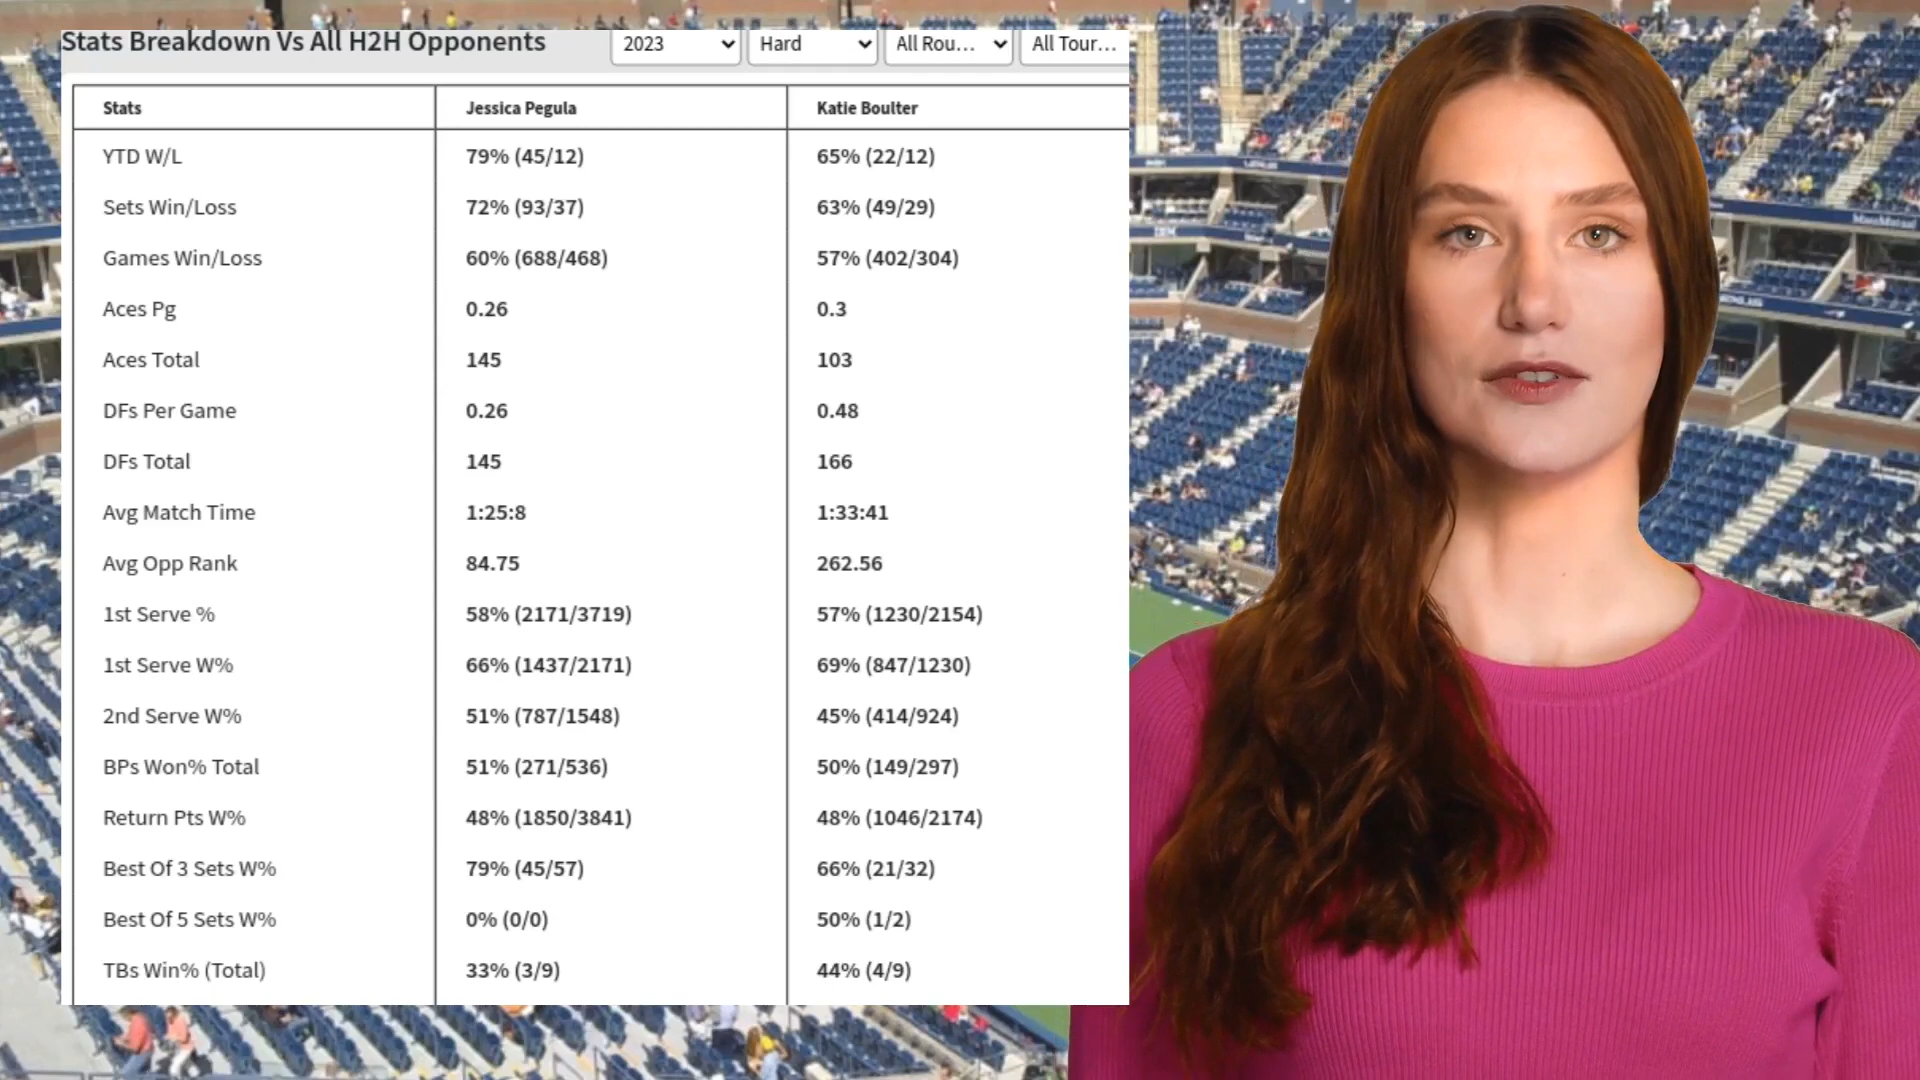 Stats Breakdown Vs All H2H Opponents 2023 Hard All Rou... All Tour...
Stats Jessica Pegula Katie Boulter
YTD W/L 79% (45/12) 65% (22/12)
Sets Win/Loss 72% (93/37) 63% (49/29)
Games Win/Loss 60% (688/468) 57% (402/304)
Aces Pg 0.26 0.3
Aces Total 145 103
DFs Per Game 0.26 0.48
DFs Total 145 166
Avg Match Time 1:25:8 1:33:41
Avg Opp Rank 84.75 262.56
1st Serve % 58% (2171/3719) 57% (1230/2154)
1st Serve W% 66% (1437/2171) 69% (847/1230)
2nd Serve W% 51% (787/1548) 45% (414/924)
BPs Won% Total 51% (271/536) 50% (149/297)
Return Pts W% 48% (1850/3841) 48% (1046/2174)
Best Of 3 Sets W% 79% (45/57) 66% (21/32)
Best Of 5 Sets W% 0% (0/0) 50% (1/2)
TBs Win% (Total) 33% (3/9) 44% (4/9)
IBM